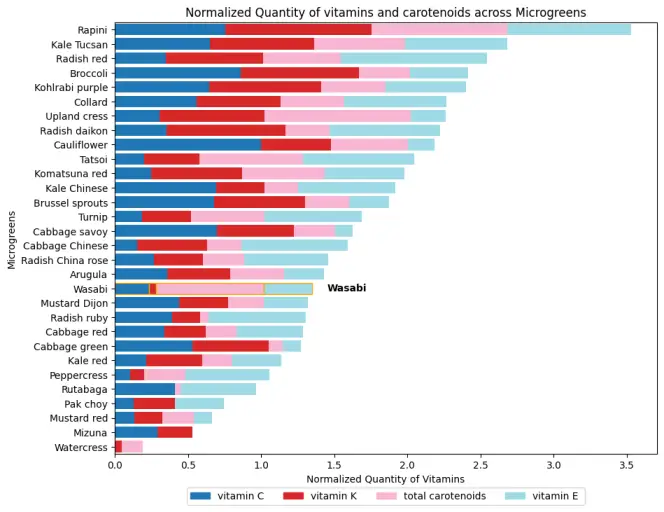 Normalized Quantity of vitamins and carotenoids across Microgreens
Microgreens
Rapini
Kale Tucsan
Radish red
Broccoli
Kohlrabi purple
Collard
Upland cress
Radish daikon
Cauliflower
Tatsoi
Komatsuna red
Kale Chinese
Brussel sprouts
Turnip
Cabbage savoy
Cabbage Chinese
Radish China rose
Arugula
Wasabi Wasabi
Mustard Dijon
Radish ruby
Cabbage red
Cabbage green
Kale red
Peppercress
Rutabaga
Pak choy
Mustard red
Mizuna
Watercress
0.0 0.5 1.0 1.5 2.0 2.5 3.0 3.5
Normalized Quantity of Vitamins
vitamin C vitamin K total carotenoids vitamin E